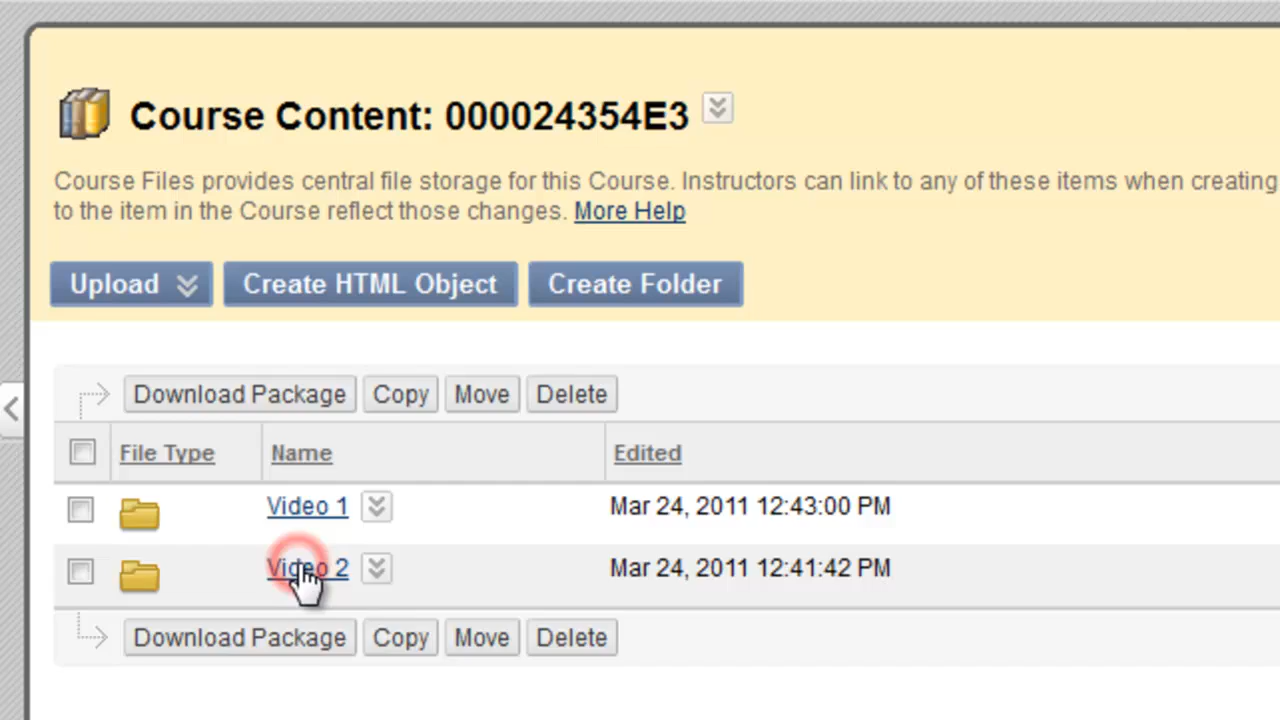 Course Content: 000024354E3
Course Files provides central file storage for this Course. Instructors can link to any of these items when creating
to the item in the Course reflect those changes. More Help
Upload Create HTML Object Create Folder
Download Package Copy Move Delete
File Type Name Edited
Video 1 Mar 24, 2011 12:43:00 PM
Video 2 Mar 24, 2011 12:41:42 PM
Download Package Copy Move Delete